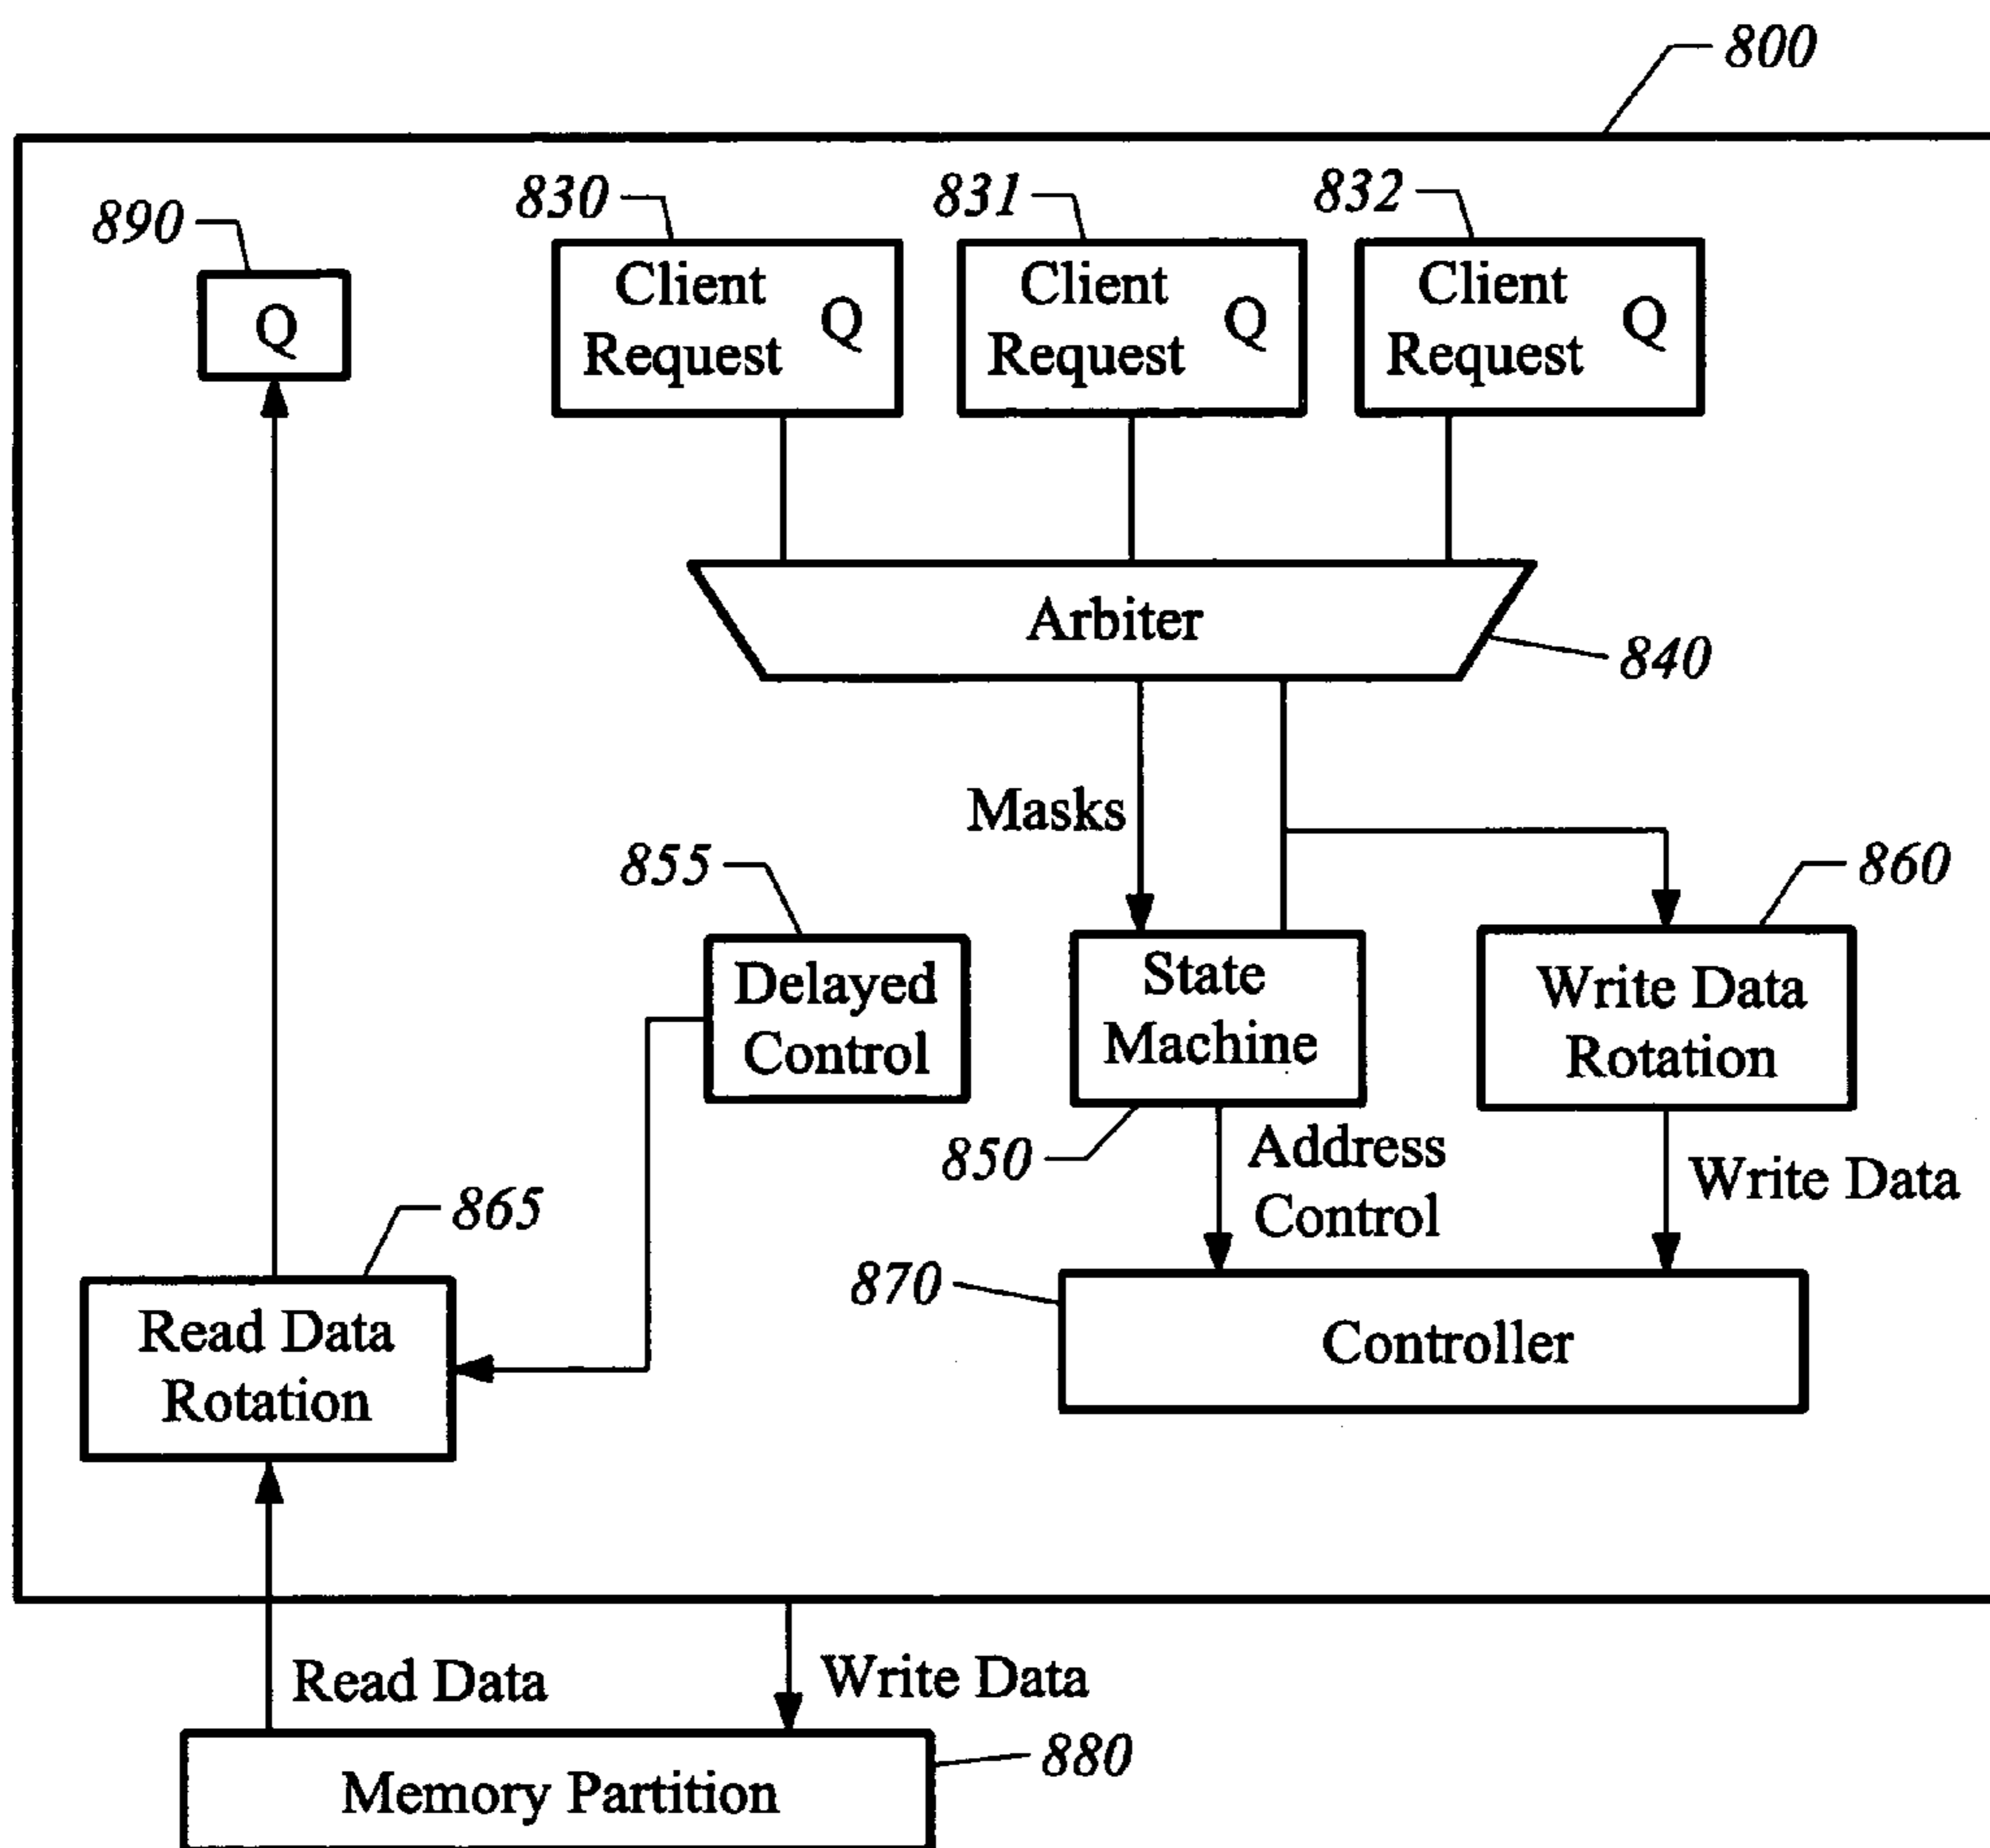 800
830
831
832
890
Client
Request
Q
Client
Request
Q
Client
Request
Q
Q
Arbiter
840
Masks
855
860
Delayed
Control
State
Machine
Write Data
Rotation
850
Address
Control
Write Data
865
870
Read Data
Rotation
Controller
Read Data
Write Data
880
Memory Partition